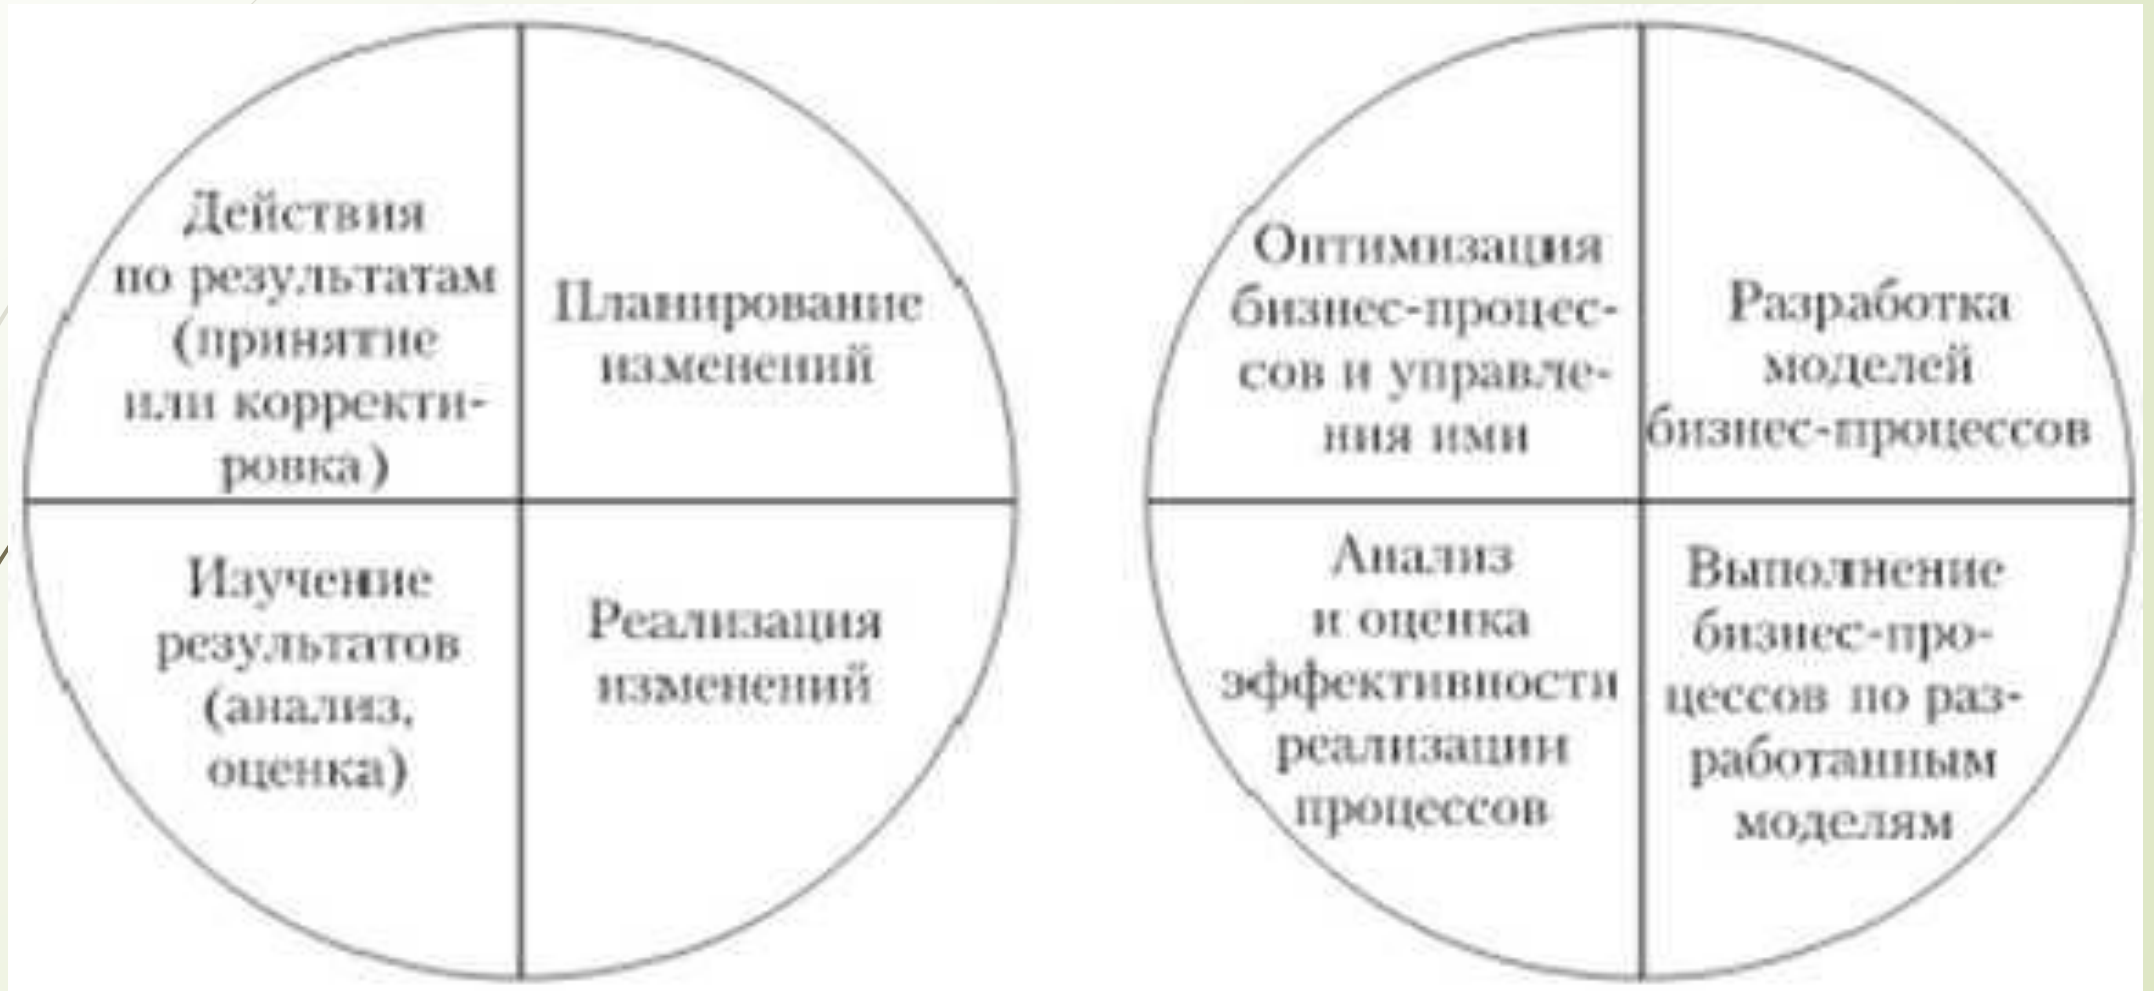 Действия
по результатам
(принятие
или корректи-
ровка)
Планирование
изменений
Изучение
результатов
(анализ,
оценка)
Реализация
изменений
Оптимизация
бизнес-процес-
сов и управле-
ния ими
Разработка
моделей
бизнес-процессов
Анализ
и оценка
эффективности
реализации
процессов
Выполнение
бизнес-про-
цессов по раз-
работанным
моделям